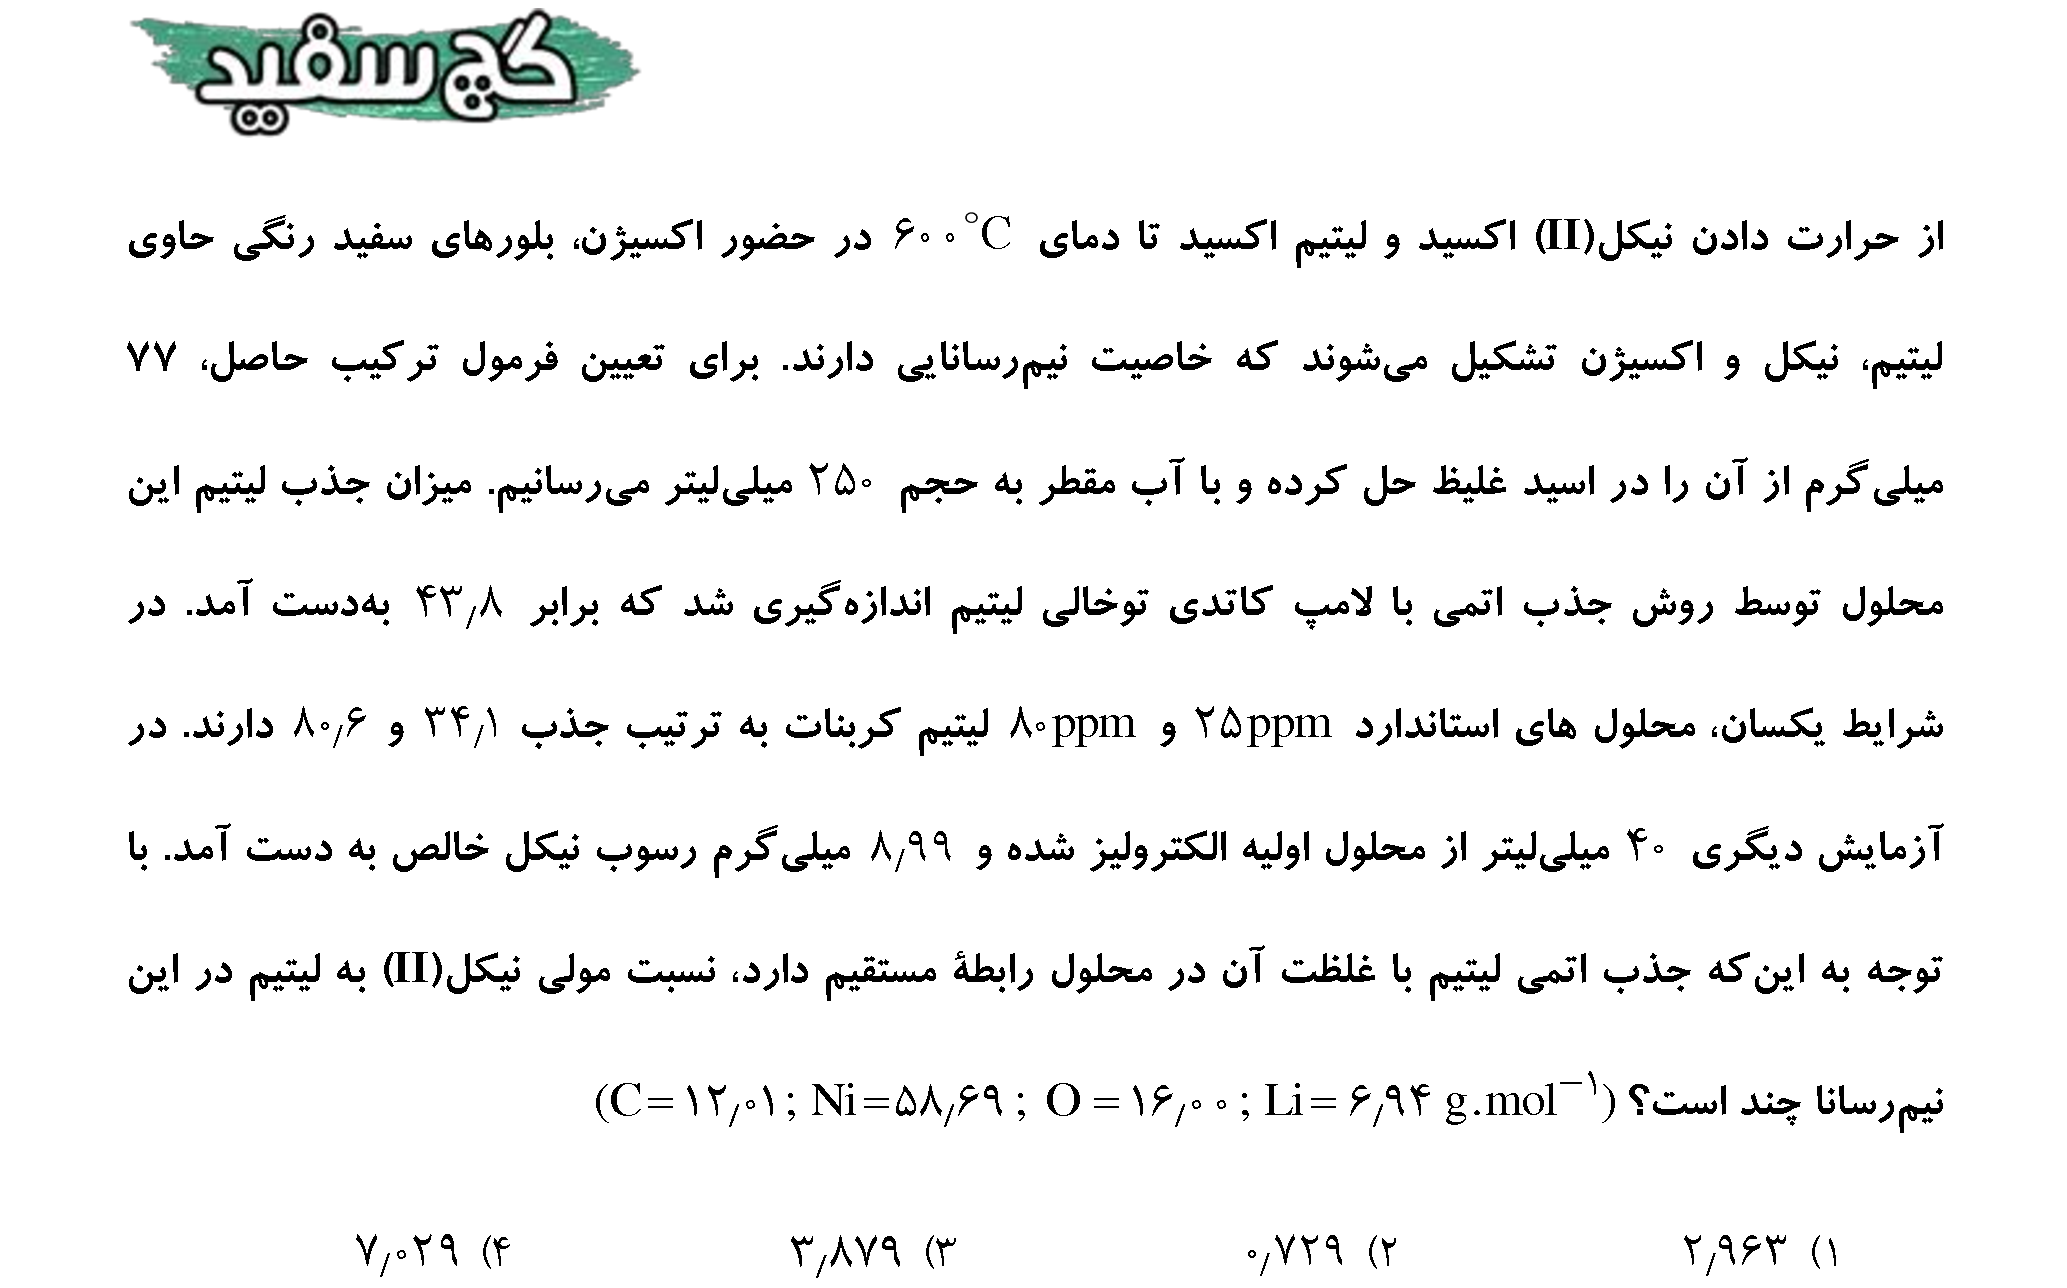 گچ سفید
از حرارت دادن نیکل(II) اکسید و لیتیم اکسید تا دمای ۶۰۰°C در حضور اکسیژن، بلورهای سفید رنگی حاوی
لیتیم، نیکل و اکسیژن تشکیل می‌شوند که خاصیت نیم‌رسانایی دارند. برای تعیین فرمول ترکیب حاصل، ۷۷
میلی‌گرم از آن را در اسید غلیظ حل کرده و با آب مقطر به حجم ۲۵۰ میلی‌لیتر می‌رسانیم. میزان جذب لیتیم این
محلول توسط روش جذب اتمی با لامپ کاتدی توخالی لیتیم اندازه‌گیری شد که برابر ۴۳٫۸ به‌دست آمد. در
شرایط یکسان، محلول های استاندارد ۲۵ppm و ۸۰ppm لیتیم کربنات به ترتیب جذب ۳۴٫۱ و ۸۰٫۶ دارند. در
آزمایش دیگری ۴۰ میلی‌لیتر از محلول اولیه الکترولیز شده و ۸٫۹۹ میلی‌گرم رسوب نیکل خالص به دست آمد. با
توجه به این‌که جذب اتمی لیتیم با غلظت آن در محلول رابطهٔ مستقیم دارد، نسبت مولی نیکل(II) به لیتیم در این
نیم‌رسانا چند است؟ (C=۱۲٫۰۱; Ni=۵۸٫۶۹; O=۱۶٫۰۰; Li=۶٫۹۴ g.mol⁻¹)
۱) ۲٫۹۶۳ ۲) ۰٫۷۲۹ ۳) ۳٫۸۷۹ ۴) ۷٫۰۲۹